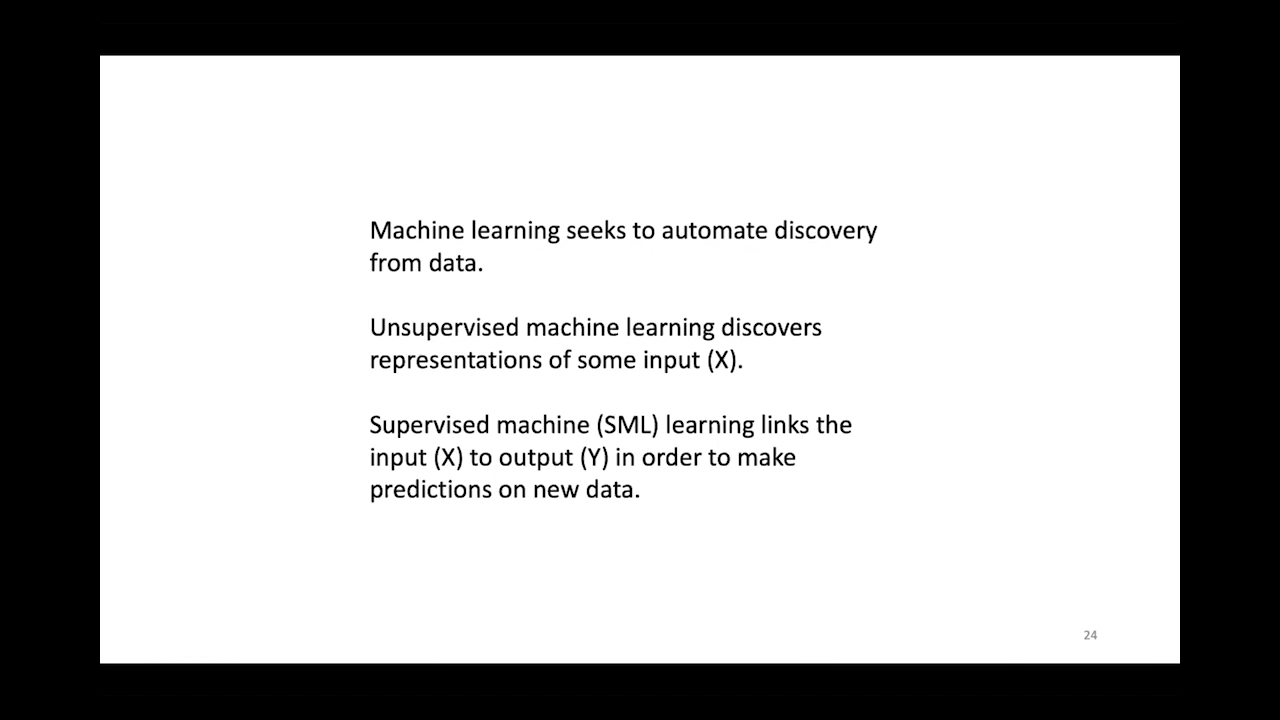 Machine learning seeks to automate discovery
from data.
Unsupervised machine learning discovers
representations of some input (X).
Supervised machine (SML) learning links the
input (X) to output (Y) in order to make
predictions on new data.
24